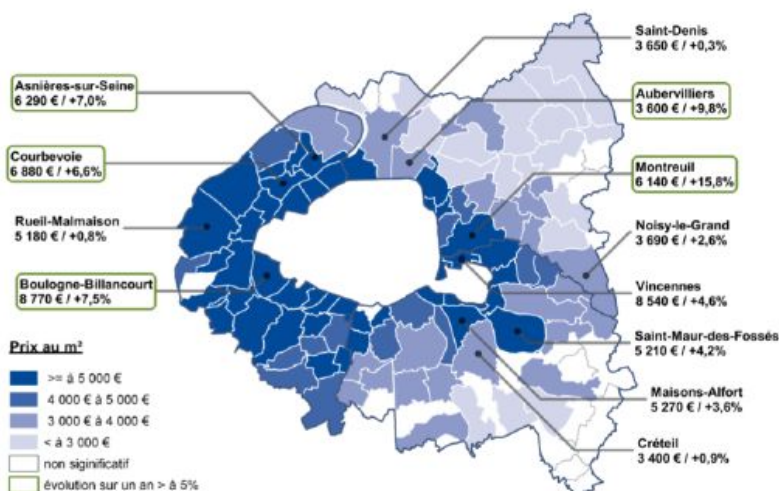 Saint-Denis
3 650 € / +0,3%
Asnières-sur-Seine
6 290 € / +7,0%
Aubervilliers
3 600 € / +9,8%
Courbevoie
6 880 € / +6,6%
Montreuil
6 140 € / +15,8%
Rueil-Malmaison
5 180 € / +0,8%
Noisy-le-Grand
3 690 € / +2,6%
Boulogne-Billancourt
8 770 € / +7,5%
Vincennes
8 540 € / +4,6%
Saint-Maur-des-Fossés
5 210 € / +4,2%
Maisons-Alfort
5 270 € / +3,6%
Créteil
3 400 € / +0,9%
Prix au m²
>= à 5 000 €
4 000 € à 5 000 €
3 000 € à 4 000 €
< à 3 000 €
non siginificatif
évolution sur un an > à 5%